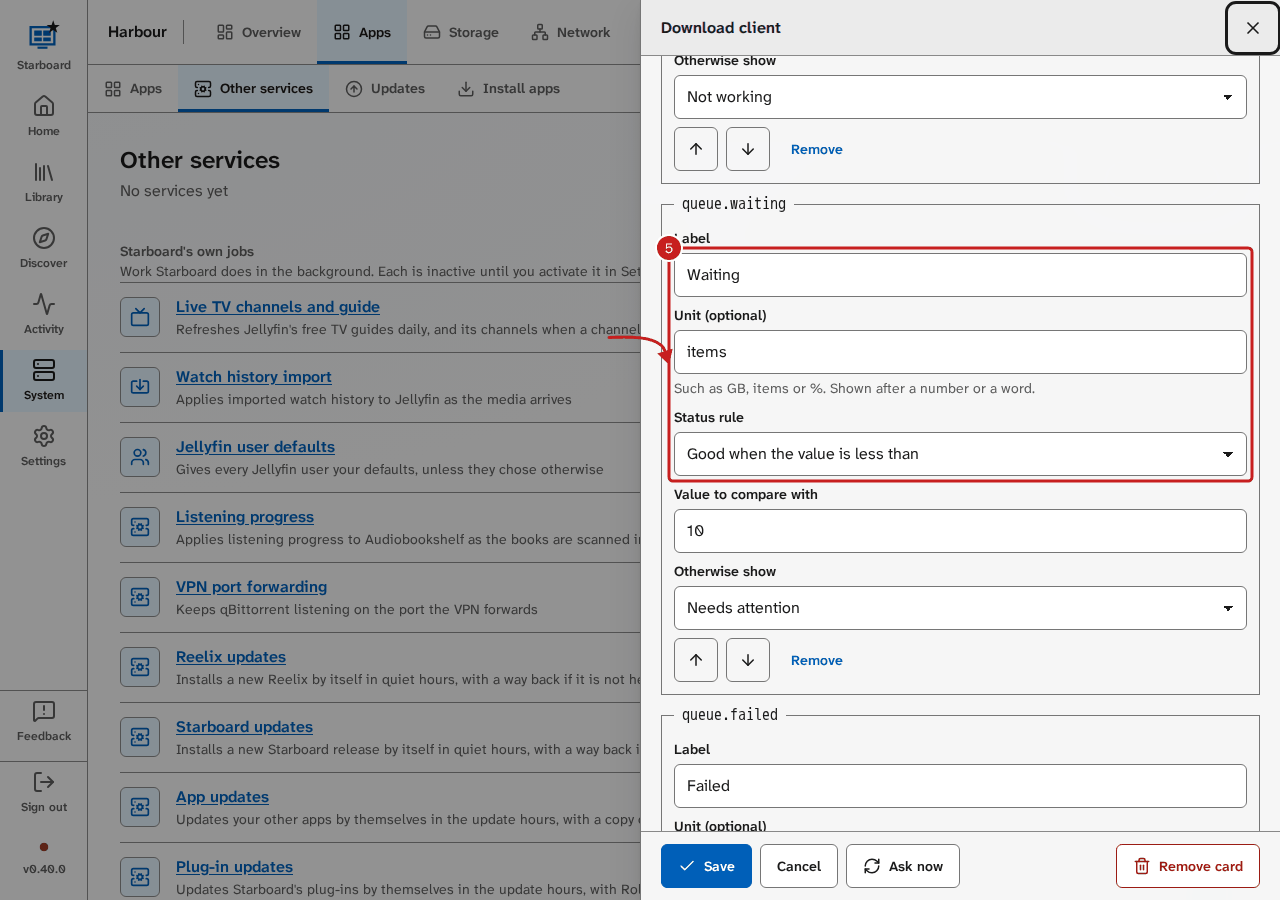 Starboard
Home
Library
Discover
Activity
System
Settings
Feedback
Sign out
v0.40.0
Harbour
Overview
Apps
Storage
Network
Apps
Other services
Updates
Install apps
Other services
No services yet
Starboard's own jobs
Work Starboard does in the background. Each is inactive until you activate it in Set
Live TV channels and guide
Refreshes Jellyfin's free TV guides daily, and its channels when a channel
Watch history import
Applies imported watch history to Jellyfin as the media arrives
Jellyfin user defaults
Gives every Jellyfin user your defaults, unless they chose otherwise
Listening progress
Applies listening progress to Audiobookshelf as the books are scanned i
VPN port forwarding
Keeps qBittorrent listening on the port the VPN forwards
Reelix updates
Installs a new Reelix by itself in quiet hours, with a way back if it is not he
Starboard updates
Installs a new Starboard release by itself in quiet hours, with a way back i
App updates
Updates your other apps by themselves in the update hours, with a copy
Plug-in updates
Updates Starboard's plug-ins by themselves in the update hours, with Rol
Download client
Otherwise show
Not working
Remove
queue.waiting
5
Label
Waiting
Unit (optional)
items
Such as GB, items or %. Shown after a number or a word.
Status rule
Good when the value is less than
Value to compare with
10
Otherwise show
Needs attention
Remove
queue.failed
Label
Failed
Unit (optional)
Save
Cancel
Ask now
Remove card